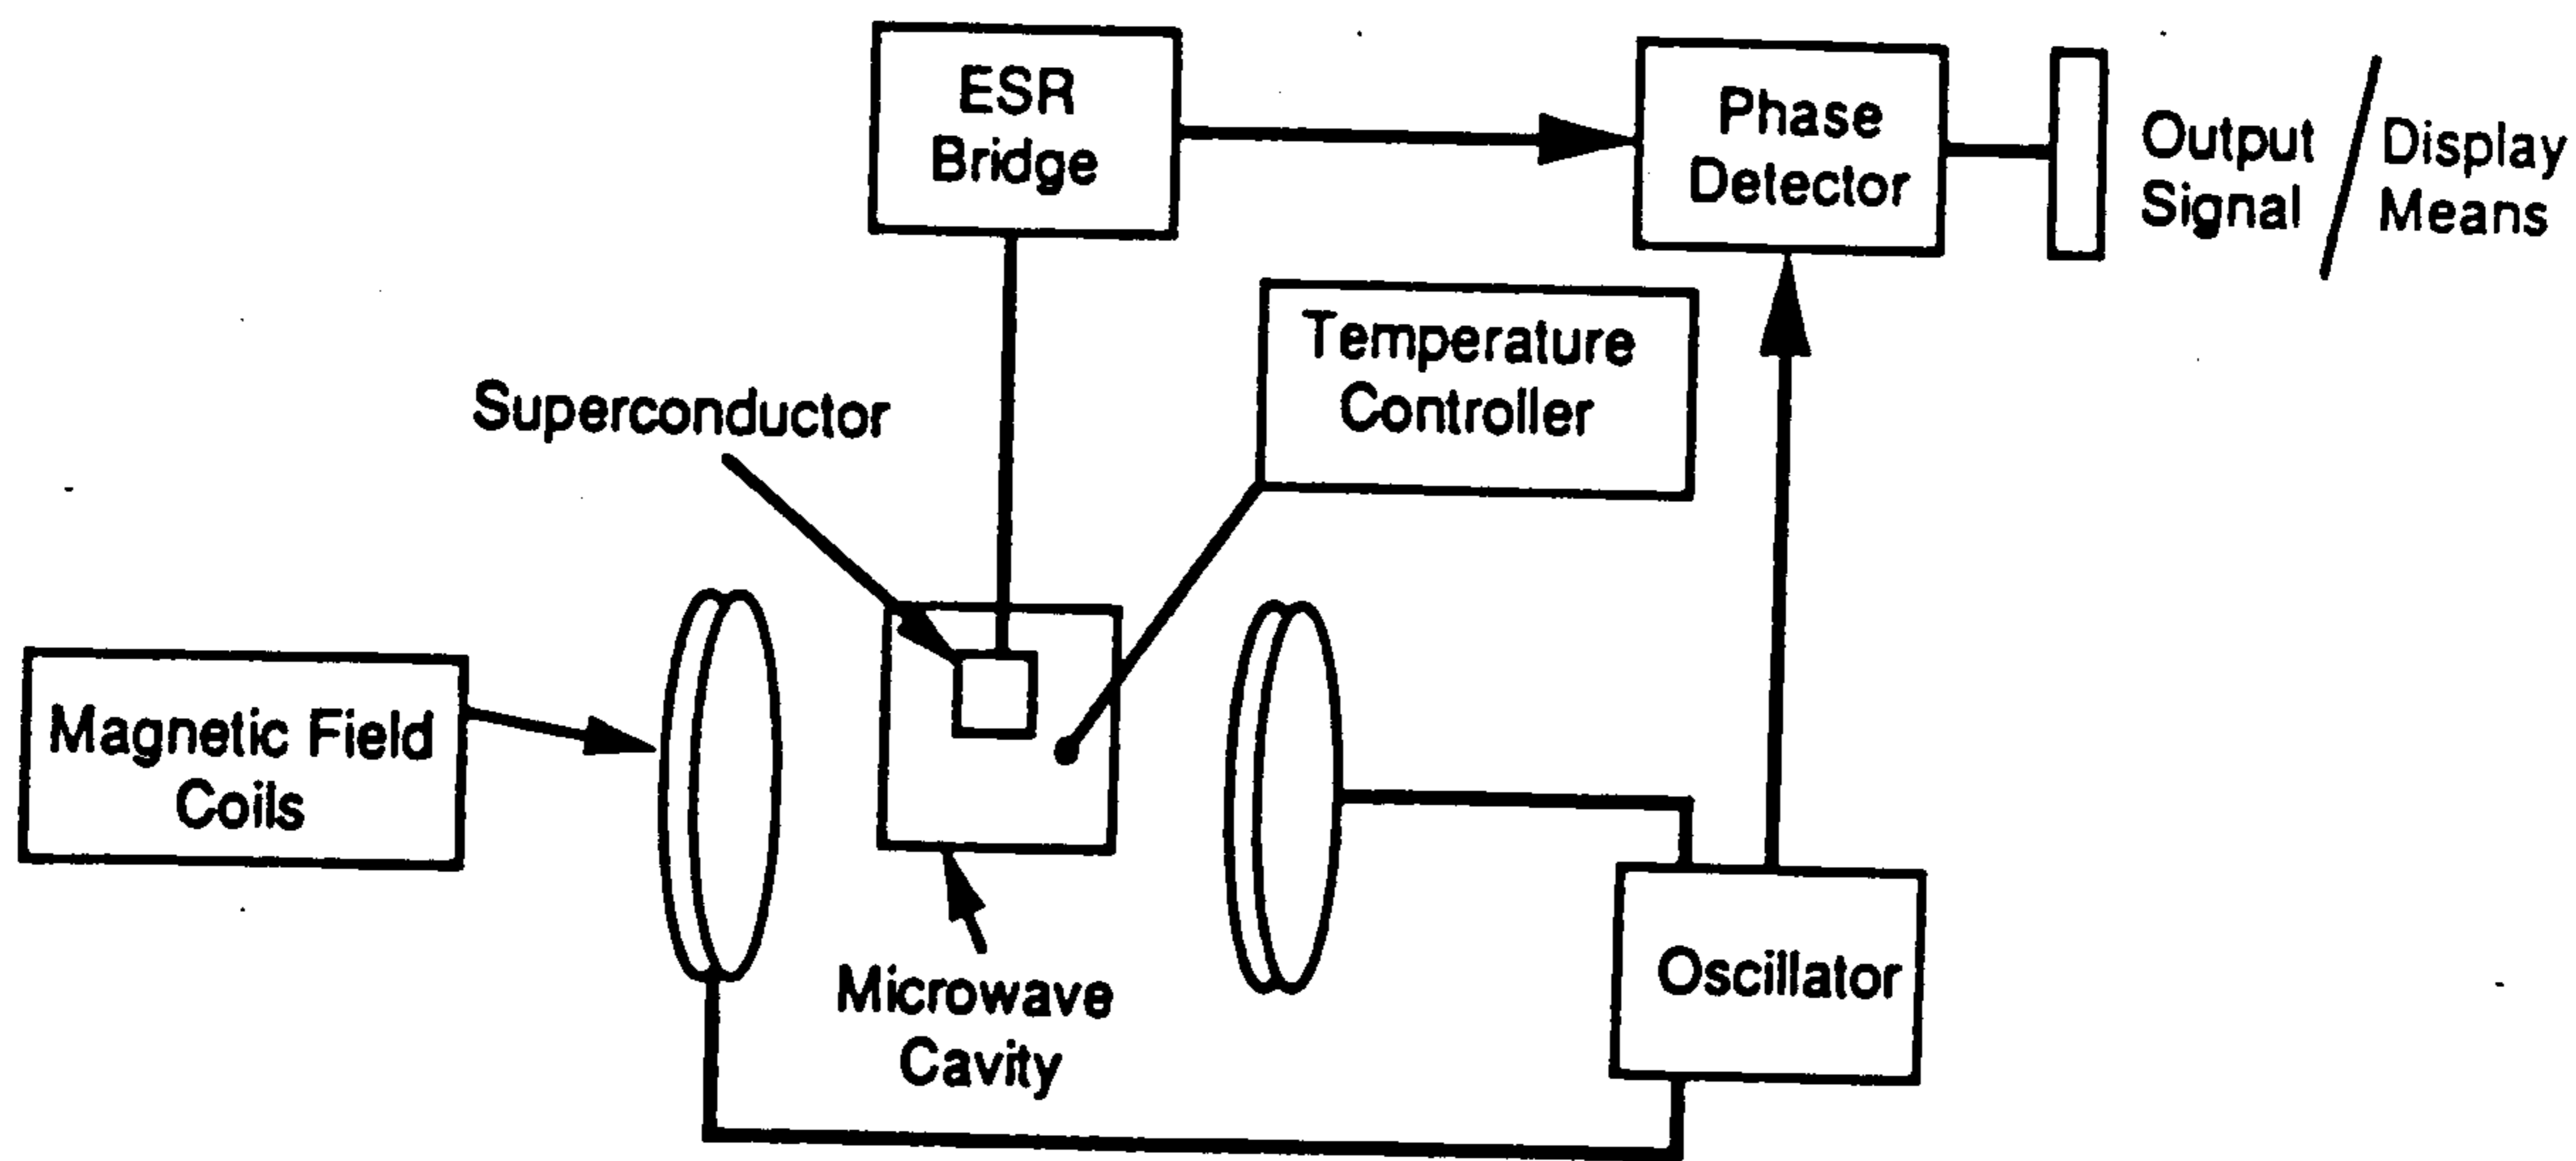 ESR
Bridge
Phase
Detector
Output
Signal
/
Display
Means
Temperature
Controller
Superconductor
Magnetic Field
Coils
Microwave
Cavity
Oscillator